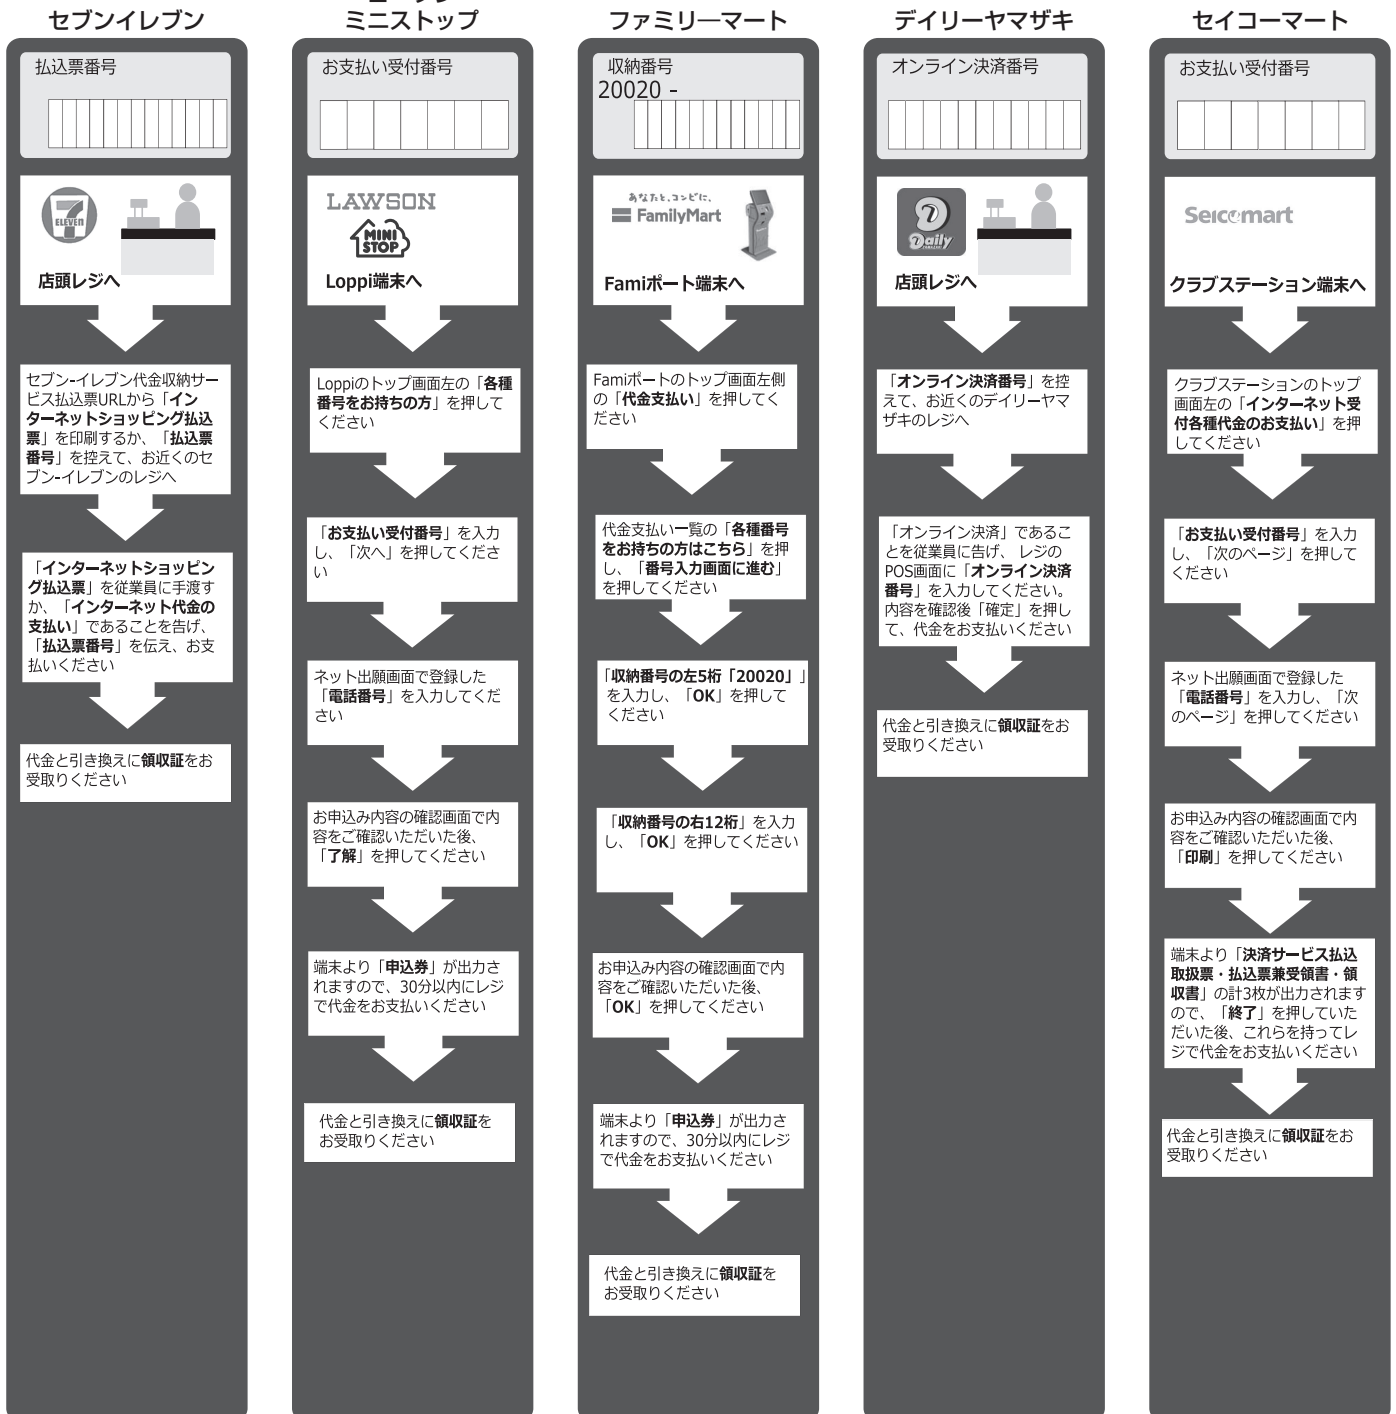 セブンイレブン
払込票番号
7
ELEVEn
店頭レジへ
セブン-イレブン代金収納サー
ビス払込票URLから「イン
ターネットショッピング払込
票」を印刷するか、「払込票
番号」を控えて、お近くのセ
ブン-イレブンのレジへ
「インターネットショッピン
グ払込票」を従業員に手渡す
か、「インターネット代金の
支払い」であることを告げ、
「払込票番号」を伝え、お支
払いください
代金と引き換えに領収証をお
受取りください
ミニストップ
お支払い受付番号
LAWSON
MINI
STOP
Loppi端末へ
Loppiのトップ画面左の「各種
番号をお持ちの方」を押して
ください
「お支払い受付番号」を入力
し、「次へ」を押してくださ
い
ネット出願画面で登録した
「電話番号」を入力してくだ
さい
お申込み内容の確認画面で内
容をご確認いただいた後、
「了解」を押してください
端末より「申込券」が出力さ
れますので、30分以内にレジ
で代金をお支払いください
代金と引き換えに領収証を
お受取りください
ファミリ―マート
収納番号
20020 -
あなたと、コンビに、
FamilyMart
Famiポート端末へ
Famiポートのトップ画面左側
の「代金支払い」を押してく
ださい
代金支払い一覧の「各種番号
をお持ちの方はこちら」を押
し、「番号入力画面に進む」
を押してください
「収納番号の左5桁「20020」」
を入力し、「OK」を押して
ください
「収納番号の右12桁」を入力
し、「OK」を押してください
お申込み内容の確認画面で内
容をご確認いただいた後、
「OK」を押してください
端末より「申込券」が出力さ
れますので、30分以内にレジ
で代金をお支払いください
代金と引き換えに領収証を
お受取りください
デイリーヤマザキ
オンライン決済番号
Daily
店頭レジへ
「オンライン決済番号」を控
えて、お近くのデイリーヤマ
ザキのレジへ
「オンライン決済」であるこ
とを従業員に告げ、レジの
POS画面に「オンライン決済
番号」を入力してください。
内容を確認後「確定」を押し
て、代金をお支払いください
代金と引き換えに領収証をお
受取りください
セイコーマート
お支払い受付番号
Seicomart
クラブステーション端末へ
クラブステーションのトップ
画面左の「インターネット受
付各種代金のお支払い」を押
してください
「お支払い受付番号」を入力
し、「次のページ」を押して
ください
ネット出願画面で登録した
「電話番号」を入力し、「次
のページ」を押してください
お申込み内容の確認画面で内
容をご確認いただいた後、
「印刷」を押してください
端末より「決済サービス払込
取扱票・払込票兼受領書・領
収書」の計3枚が出力されます
ので、「終了」を押していた
だいた後、これらを持ってレ
ジで代金をお支払いください
代金と引き換えに領収証をお
受取りください